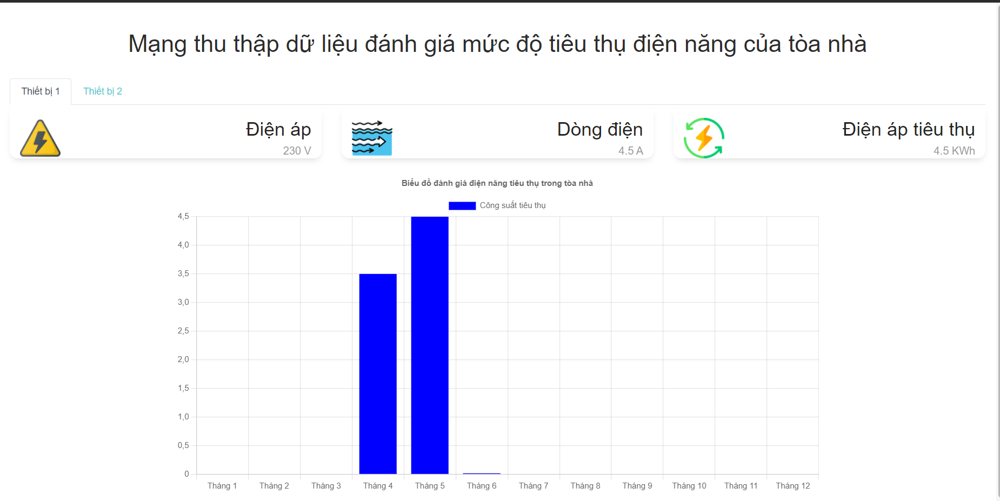 Mạng thu thập dữ liệu đánh giá mức độ tiêu thụ điện năng của tòa nhà
Thiết bị 1
Thiết bị 2
Điện áp
230 V
Dòng điện
4.5 A
Điện áp tiêu thụ
4.5 KWh
Biểu đồ đánh giá điện năng tiêu thụ trong tòa nhà
Công suất tiêu thụ
4,5
4,0
3,5
3,0
2,5
2,0
1,5
1,0
0,5
0
Tháng 1
Tháng 2
Tháng 3
Tháng 4
Tháng 5
Tháng 6
Tháng 7
Tháng 8
Tháng 9
Tháng 10
Tháng 11
Tháng 12